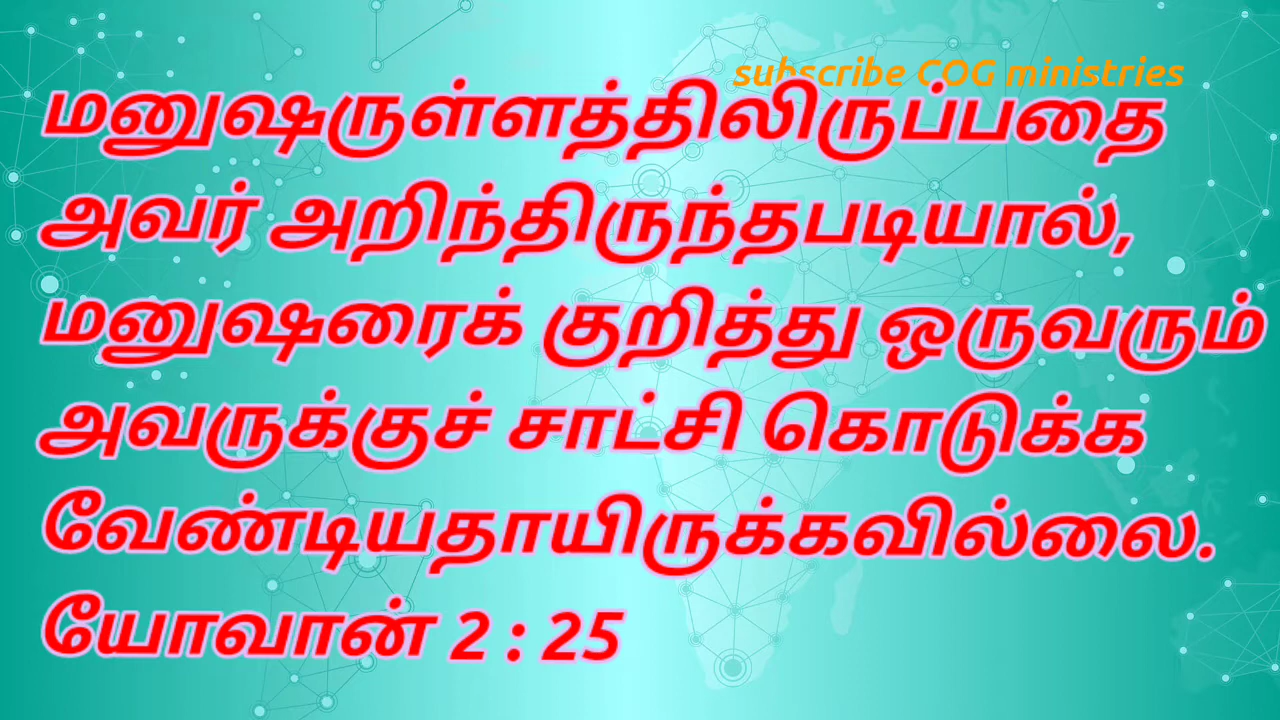 subscribe COG ministries
மனுஷருள்ளத்திலிருப்பதை
அவர் அறிந்திருந்தபடியால்,
மனுஷரைக் குறித்து ஒருவரும்
அவருக்குச் சாட்சி கொடுக்க
வேண்டியதாயிருக்கவில்லை.
யோவான் 2 : 25